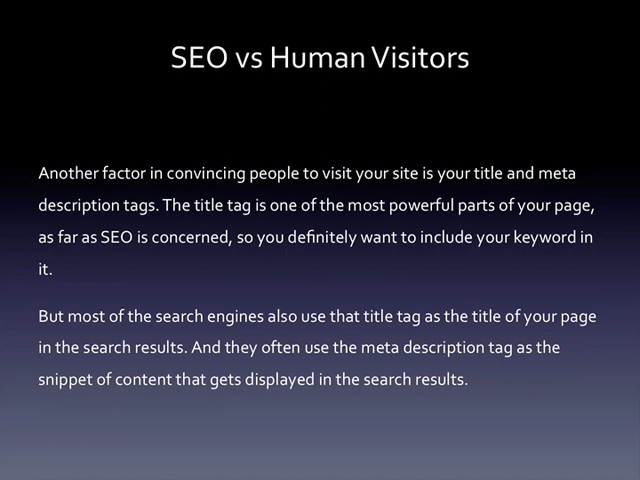 SEO vs Human Visitors
Another factor in convincing people to visit your site is your title and meta
description tags. The title tag is one of the most powerful parts of your page,
as far as SEO is concerned, so you definitely want to include your keyword in
it.
But most of the search engines also use that title tag as the title of your page
in the search results. And they often use the meta description tag as the
snippet of content that gets displayed in the search results.